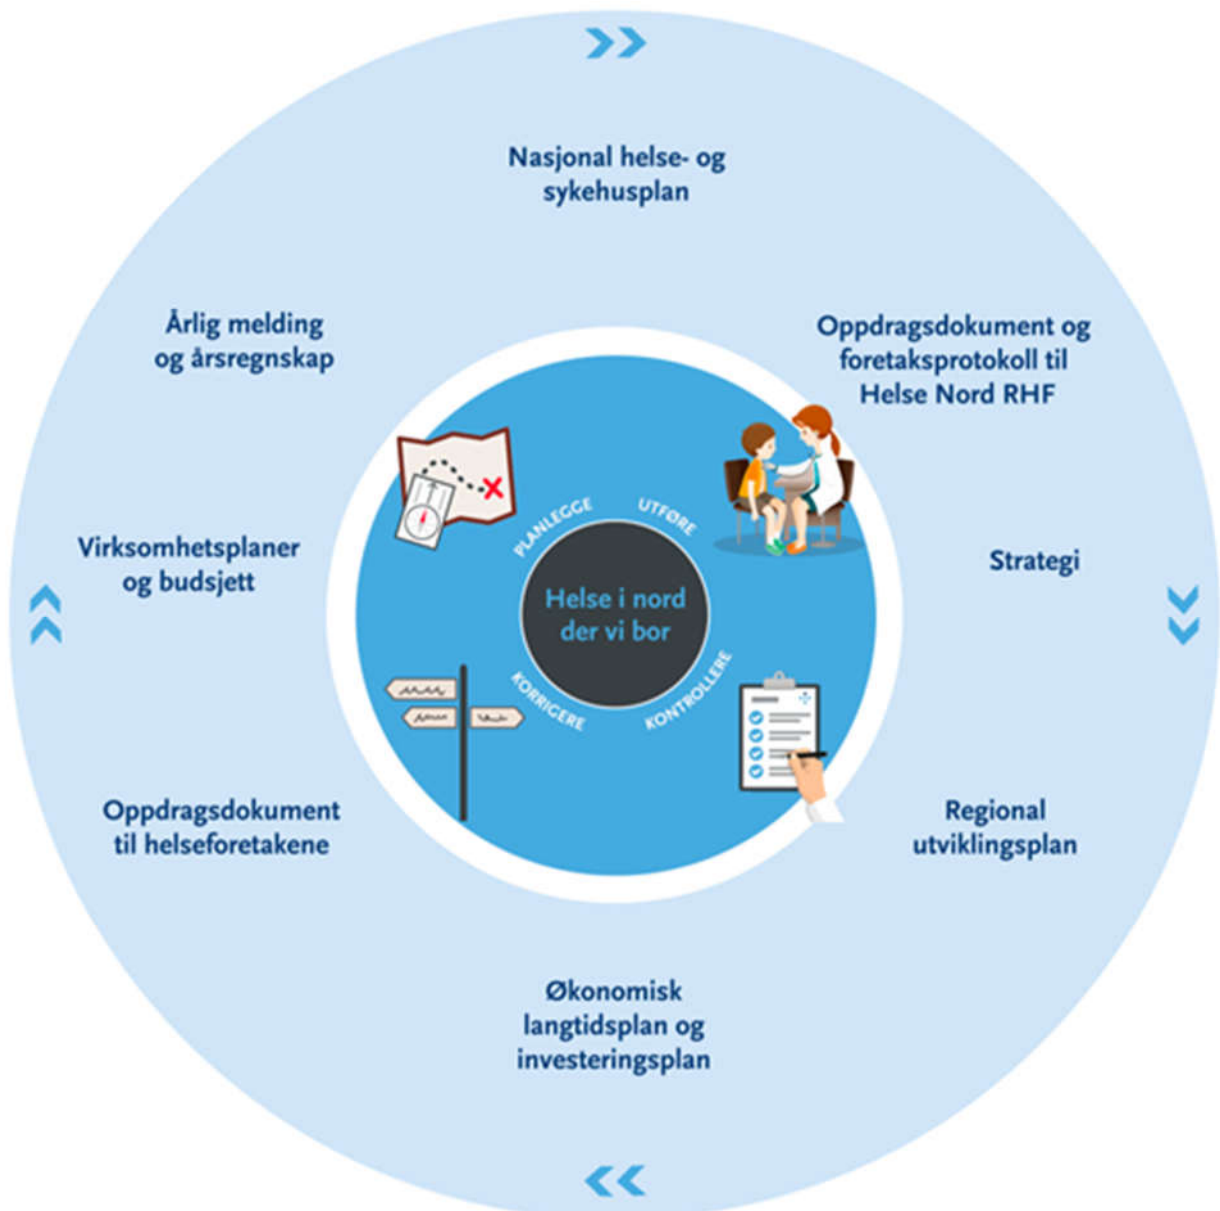 Nasjonal helse- og
sykehusplan
Oppdragsdokument og
foretaksprotokoll til
Helse Nord RHF
Strategi
Regional
utviklingsplan
Økonomisk
langtidsplan og
investeringsplan
Oppdragsdokument
til helseforetakene
Virksomhetsplaner
og budsjett
Årlig melding
og årsregnskap
PLANLEGGE
UTFØRE
KONTROLLERE
KORRIGERE
Helse i nord
der vi bor